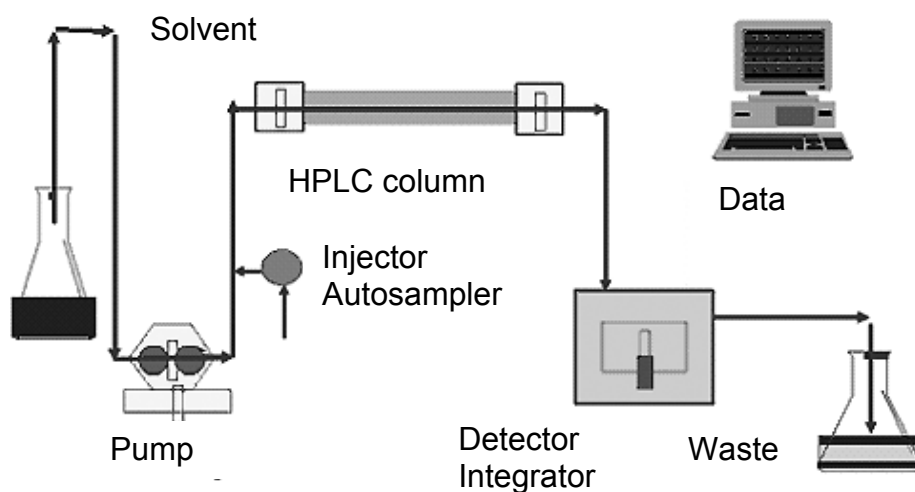 Solvent
HPLC column
Data
Injector
Autosampler
Pump
Detector
Integrator
Waste